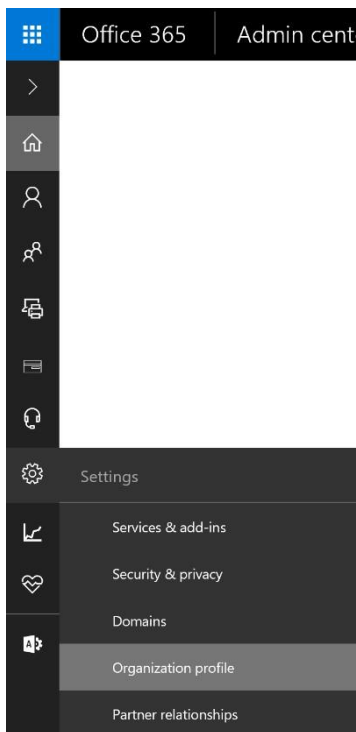 Office 365 Admin cent
Settings
Services & add-ins
Security & privacy
Domains
Organization profile
Partner relationships
A